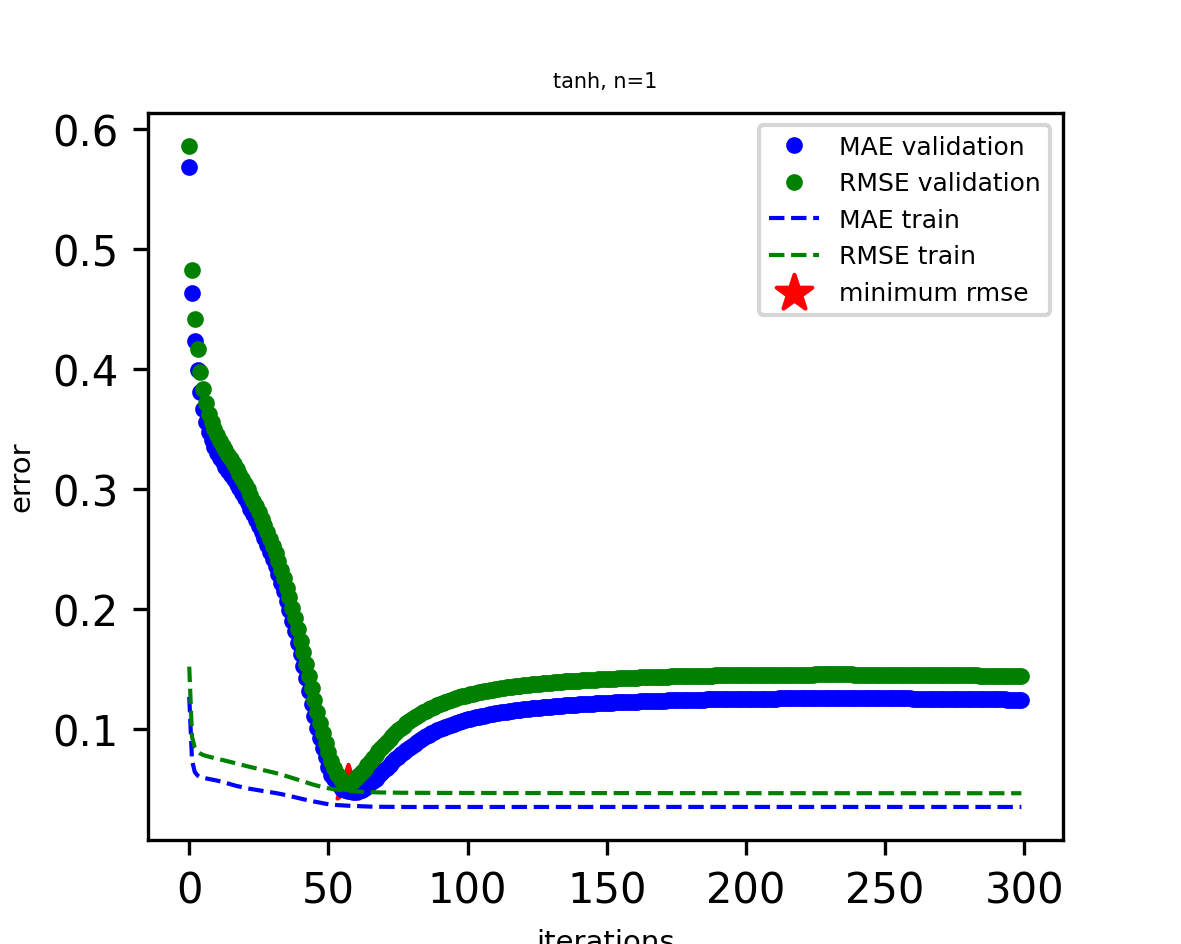 tanh, n=1
0.6
0.5
0.4
0.3
0.2
0.1
error
MAE validation
RMSE validation
MAE train
RMSE train
minimum rmse
0 50 100 150 200 250 300
iterations